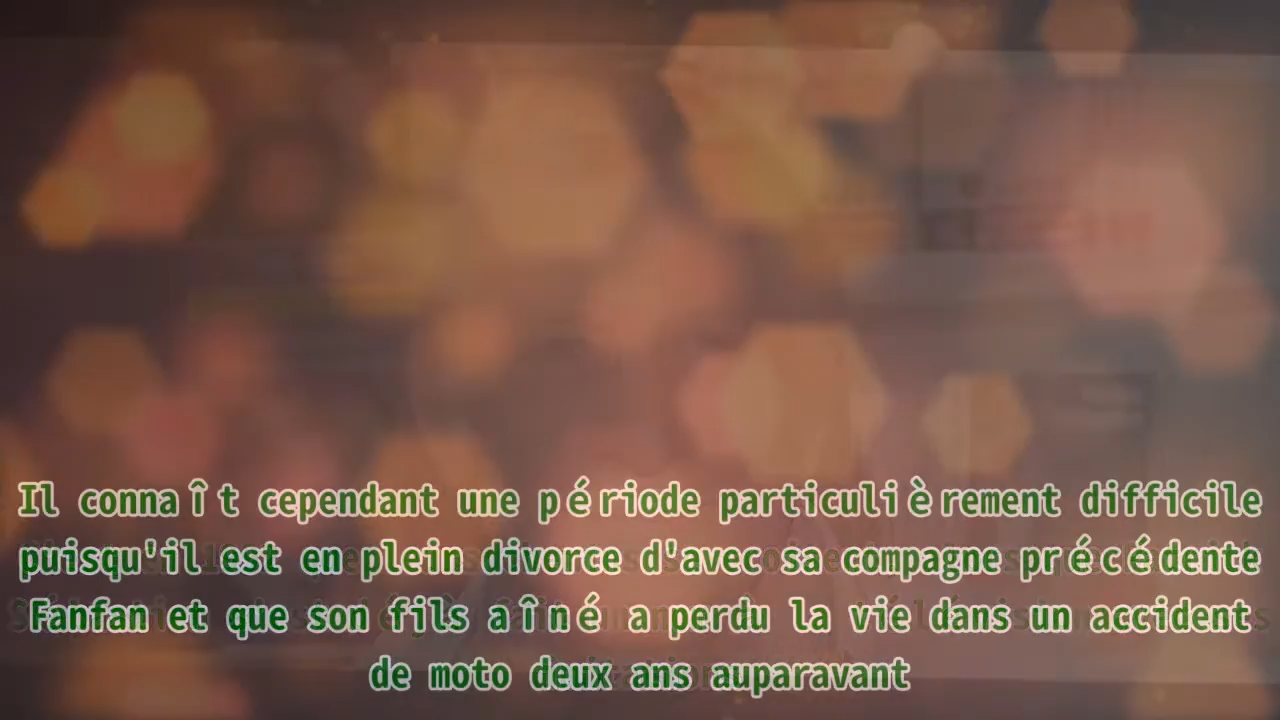 Il connaît cependant une période particulièrement difficile
puisqu'il est en plein divorce d'avec sa compagne précédente
Fanfan et que son fils aîné a perdu la vie dans un accident
de moto deux ans auparavant